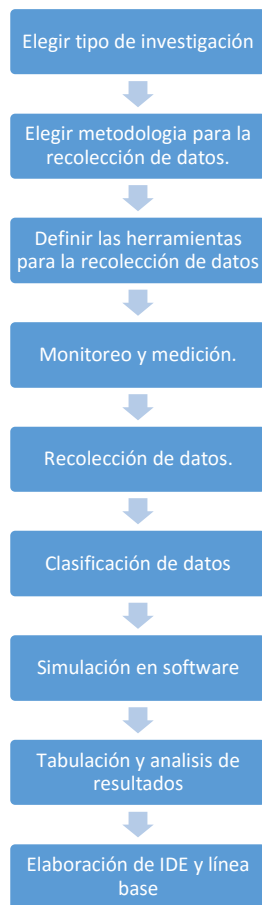 Elegir tipo de investigación
Elegir metodologia para la
recolección de datos.
Definir las herramientas
para la recolección de datos
Monitoreo y medición.
Recolección de datos.
Clasificación de datos
Simulación en software
Tabulación y analisis de
resultados
Elaboración de IDE y línea
base